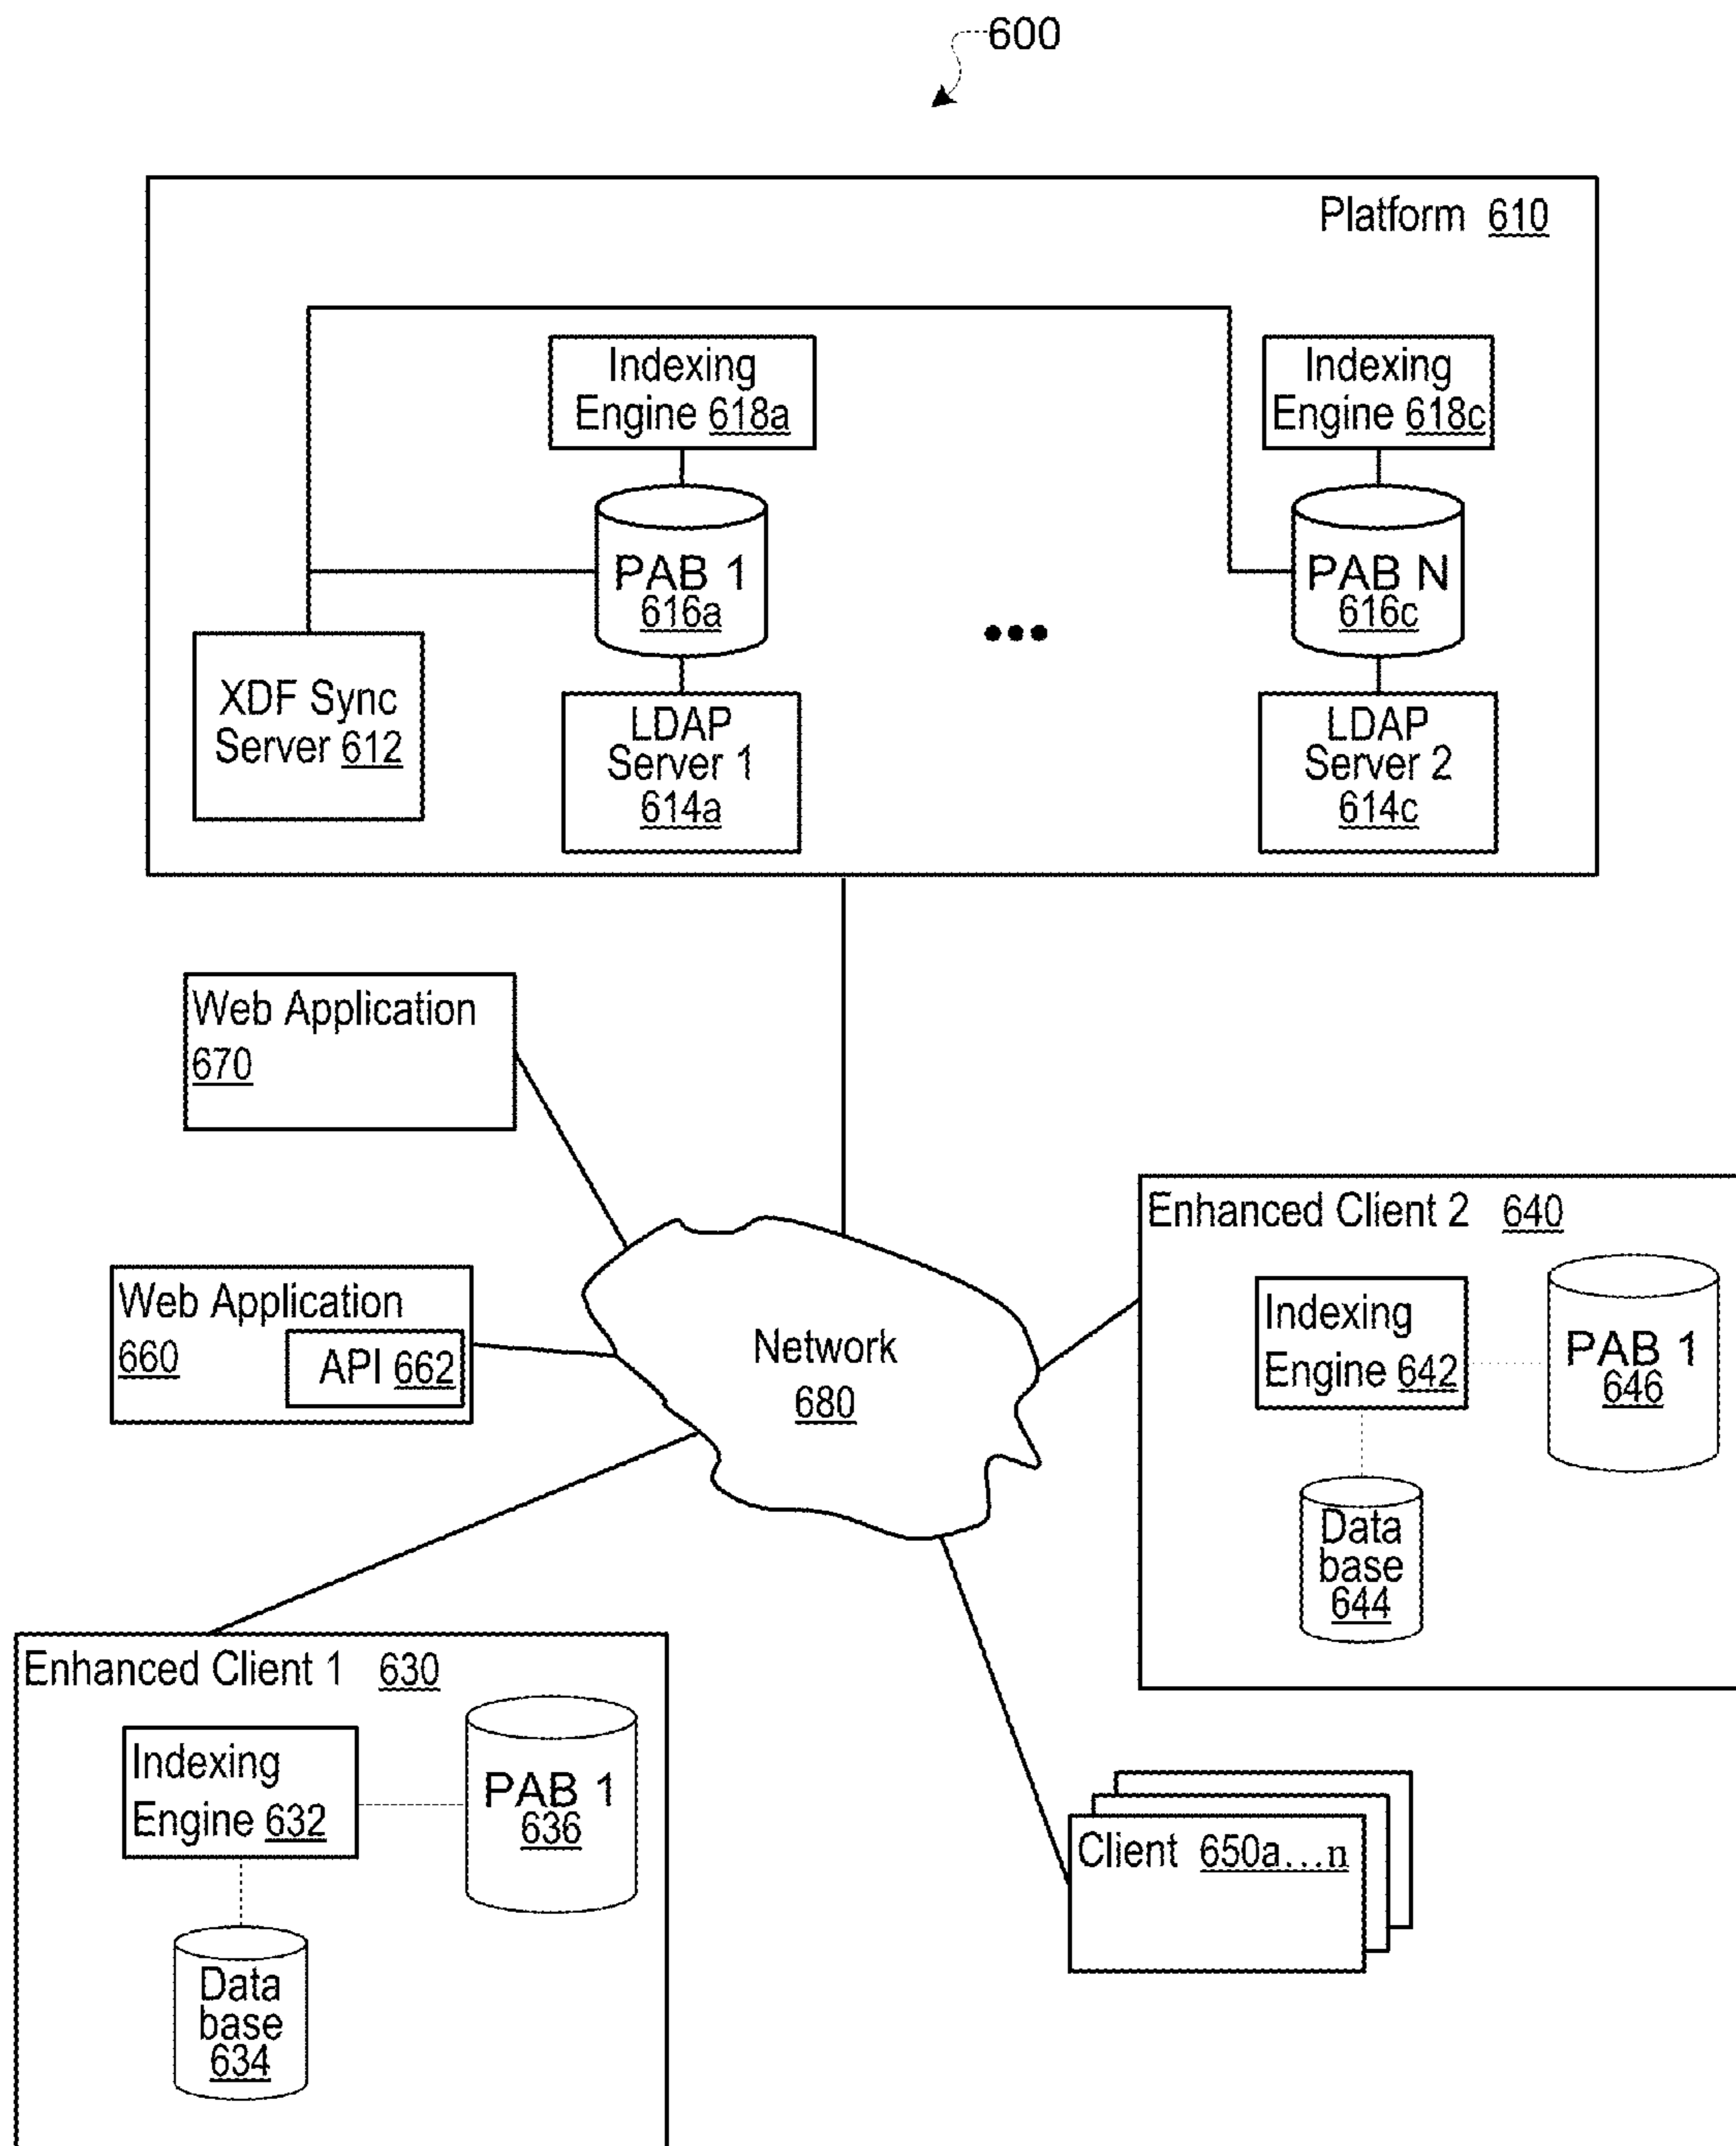 600
Platform 610
Indexing
Engine 618a
Indexing
Engine 618c
PAB 1
616a
PAB N
616c
•••
XDF Sync
Server 612
LDAP
Server 1
614a
LDAP
Server 2
614c
Web Application
670
Web Application
660
API 662
Network
680
Enhanced Client 2 640
Indexing
Engine 642
PAB 1
646
Data
base
644
Enhanced Client 1 630
Indexing
Engine 632
PAB 1
636
Data
base
634
Client 650a...n